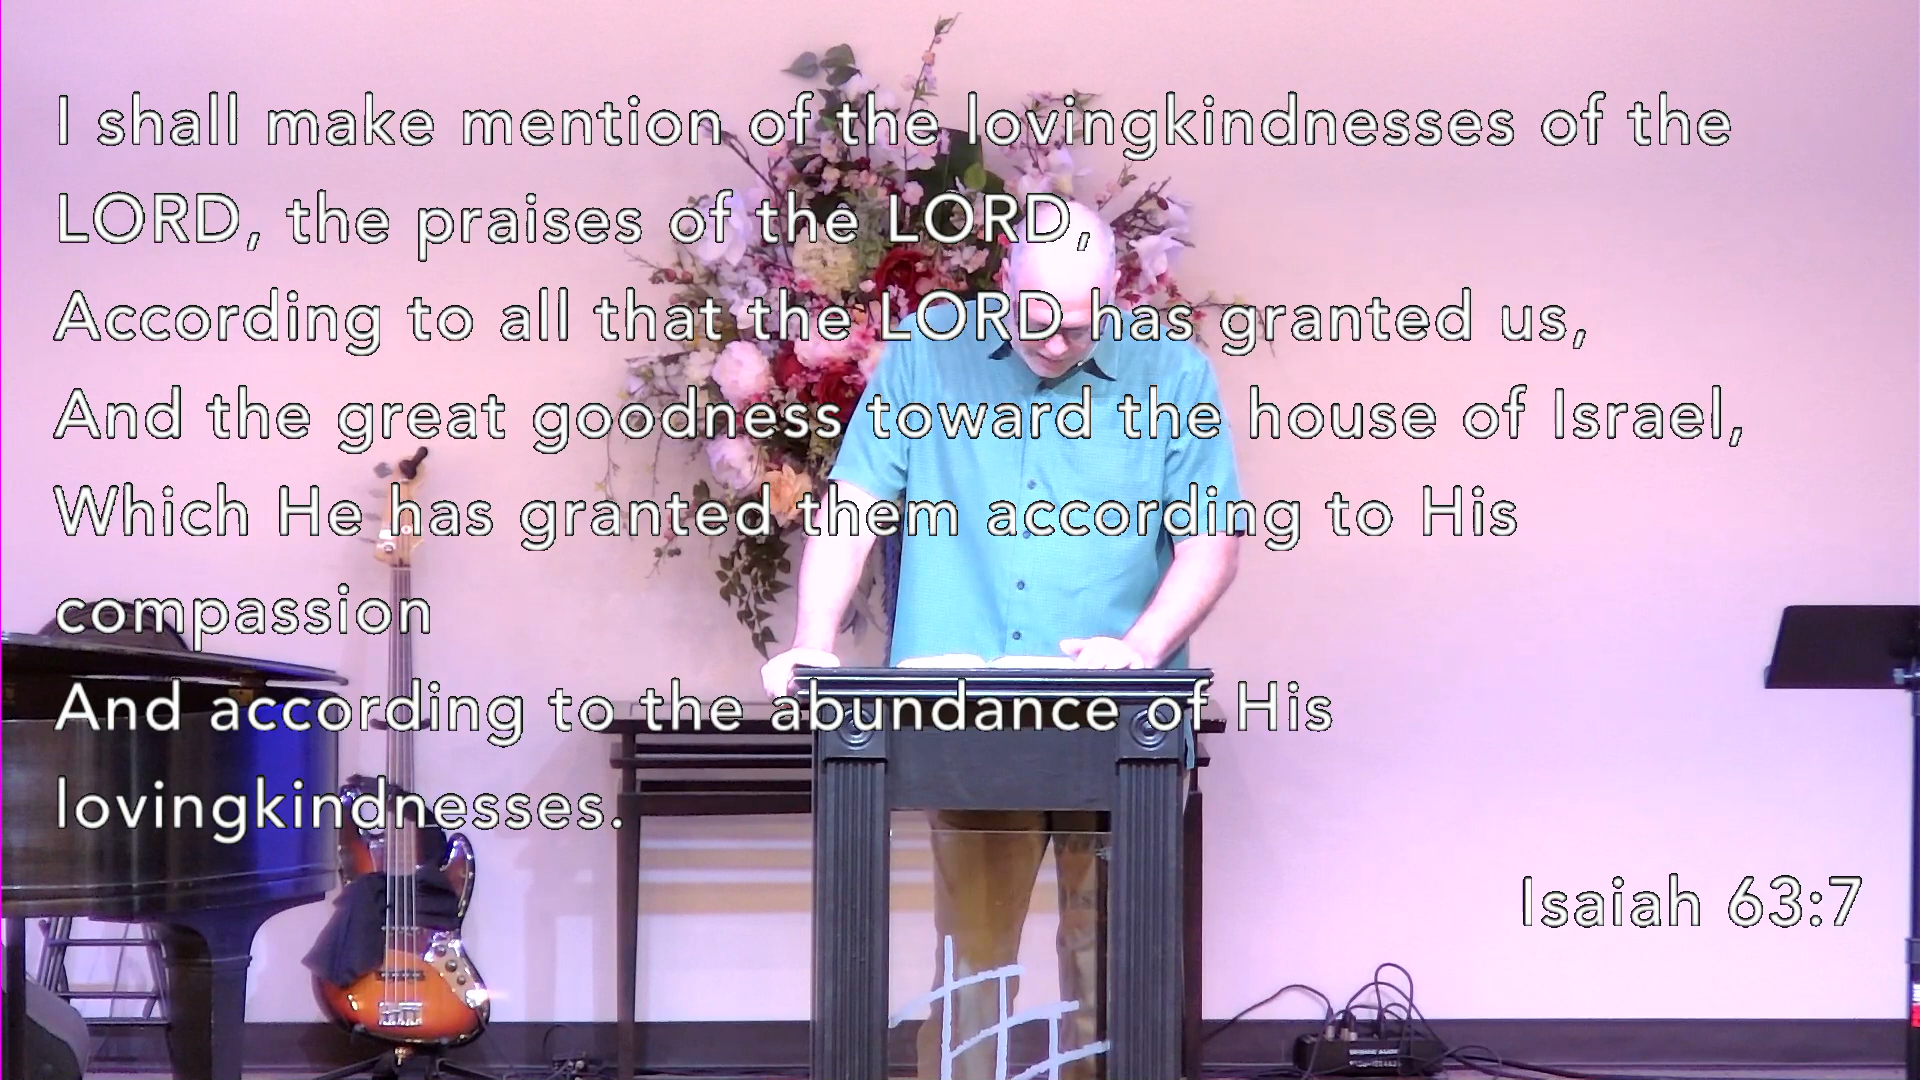 I shall make mention of the lovingkindnesses of the
LORD, the praises of the LORD,
According to all that the LORD has granted us,
And the great goodness toward the house of Israel,
Which He has granted them according to His
compassion
And according to the abundance of His
lovingkindnesses.
Isaiah 63:7